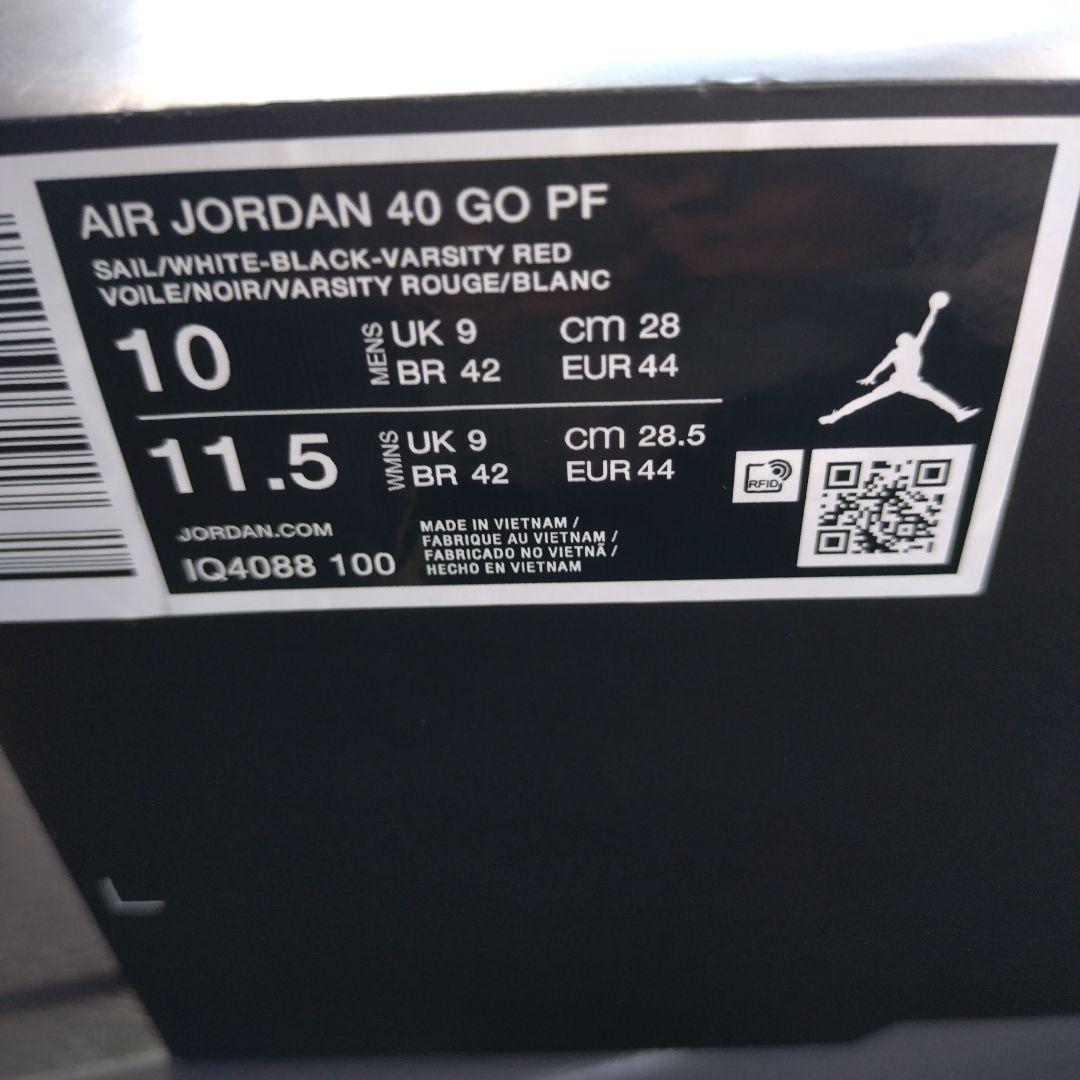 AIR JORDAN 40 GO PF
SAIL/WHITE-BLACK-VARSITY RED
VOILE/NOIR/VARSITY ROUGE/BLANC
10 MENS UK 9 cm 28
BR 42 EUR 44
11.5 WMNS UK 9 cm 28.5
BR 42 EUR 44
RFID
JORDAN.COM
IQ4088 100
MADE IN VIETNAM /
FABRIQUE AU VIETNAM /
FABRICADO NO VIETNÃ /
HECHO EN VIETNAM